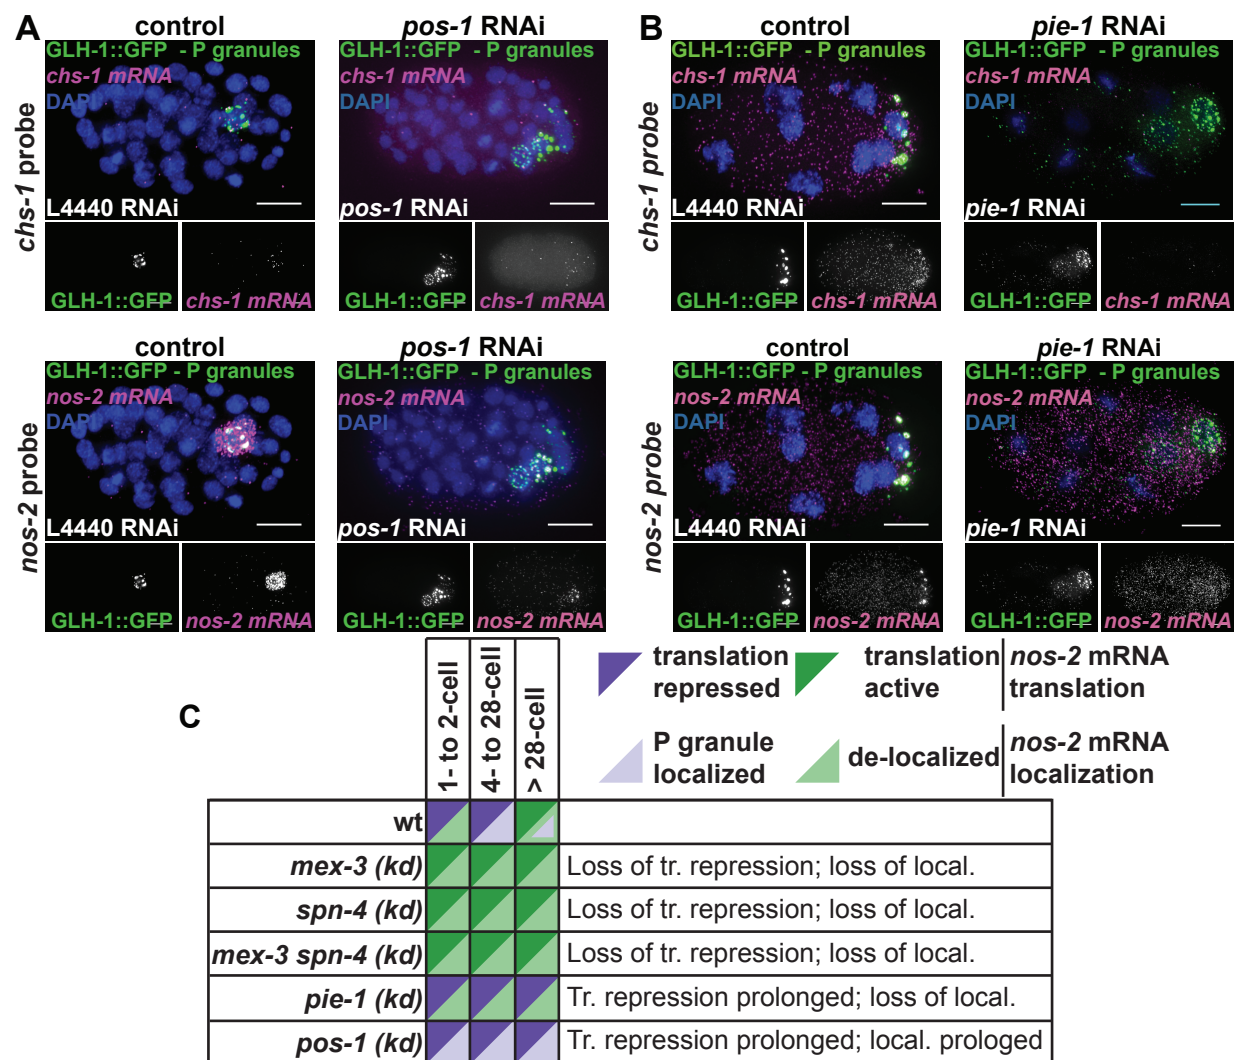 A
control
pos-1 RNAi
GLH-1::GFP - P granules
chs-1 mRNA
DAPI
L4440 RNAi
GLH-1::GFP - P granules
chs-1 mRNA
DAPI
pos-1 RNAi
chs-1 probe
GLH-1::GFP
chs-1 mRNA
GLH-1::GFP
chs-1 mRNA
control
pos-1 RNAi
GLH-1::GFP - P granules
nos-2 mRNA
DAPI
L4440 RNAi
GLH-1::GFP - P granules
nos-2 mRNA
DAPI
pos-1 RNAi
nos-2 probe
GLH-1::GFP
nos-2 mRNA
GLH-1::GFP
nos-2 mRNA
B
control
pie-1 RNAi
GLH-1::GFP - P granules
chs-1 mRNA
DAPI
L4440 RNAi
GLH-1::GFP - P granules
chs-1 mRNA
DAPI
pie-1 RNAi
chs-1 probe
GLH-1::GFP
chs-1 mRNA
GLH-1::GFP
chs-1 mRNA
control
pie-1 RNAi
GLH-1::GFP - P granules
nos-2 mRNA
DAPI
L4440 RNAi
GLH-1::GFP - P granules
nos-2 mRNA
DAPI
pie-1 RNAi
nos-2 probe
GLH-1::GFP
nos-2 mRNA
GLH-1::GFP
nos-2 mRNA
C
1- to 2-cell
4- to 28-cell
> 28-cell
translation
repressed
translation
active
nos-2 mRNA
translation
P granule
localized
de-localized
nos-2 mRNA
localization
wt
mex-3 (kd)
Loss of tr. repression; loss of local.
spn-4 (kd)
Loss of tr. repression; loss of local.
mex-3 spn-4 (kd)
Loss of tr. repression; loss of local.
pie-1 (kd)
Tr. repression prolonged; loss of local.
pos-1 (kd)
Tr. repression prolonged; local. prologed